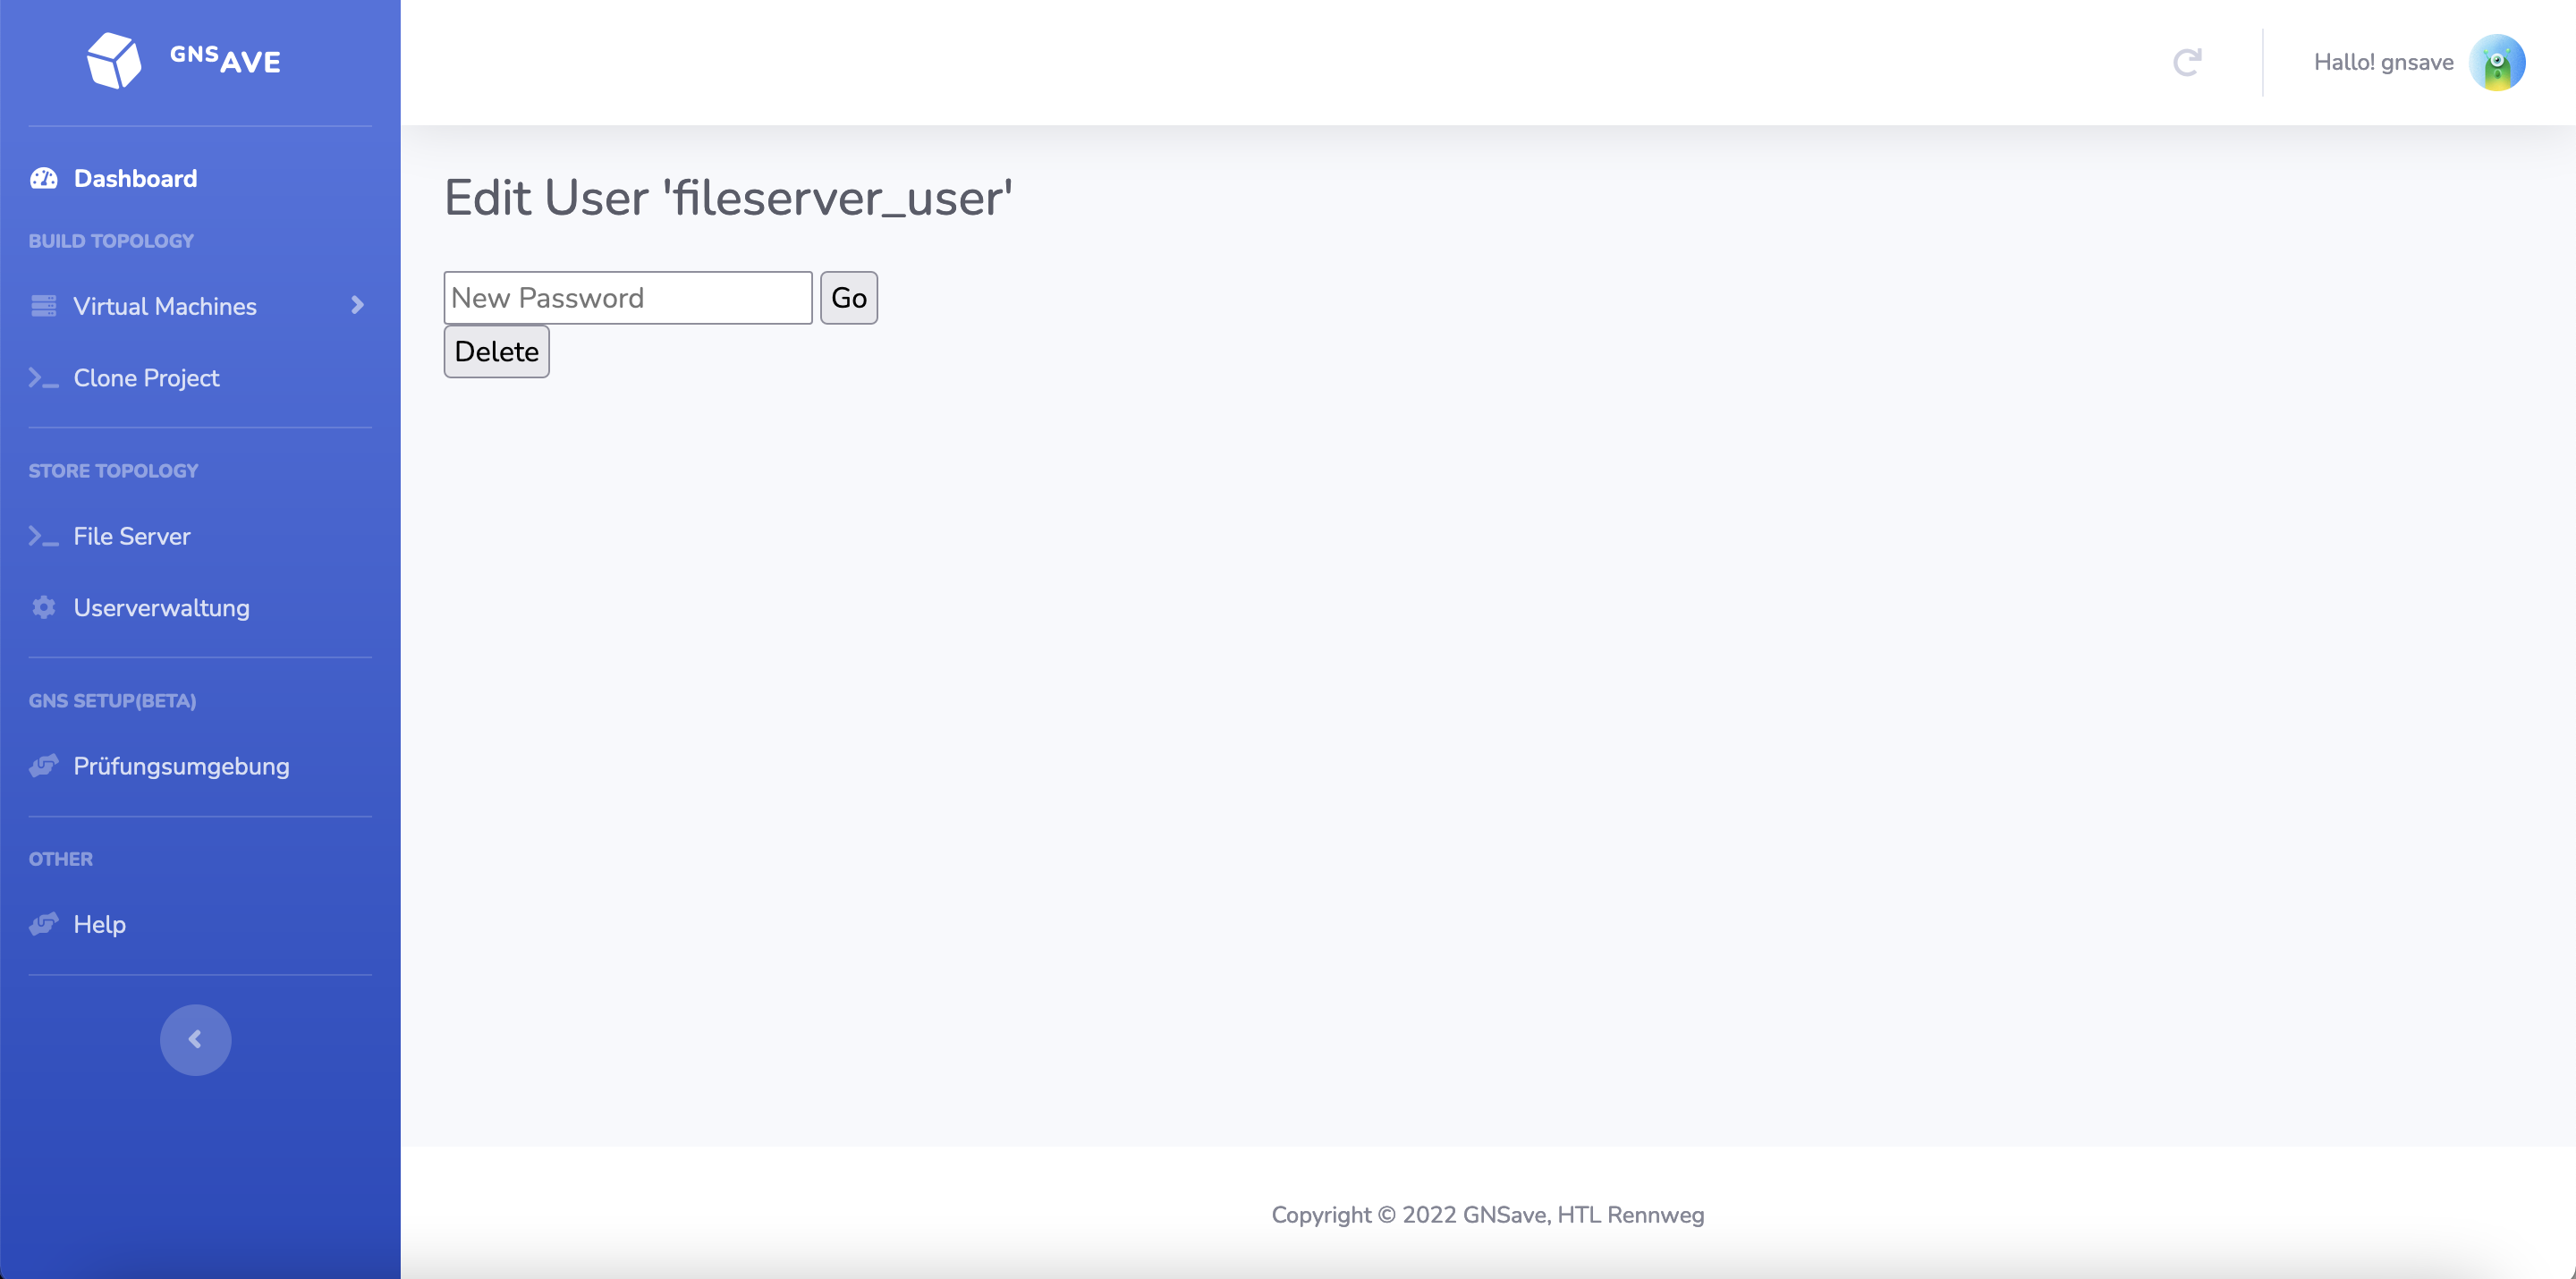 GNSAVE
Hallo! gnsave
Dashboard
BUILD TOPOLOGY
Virtual Machines
Clone Project
STORE TOPOLOGY
File Server
Userverwaltung
GNS SETUP(BETA)
Prüfungsumgebung
OTHER
Help
Edit User 'fileserver_user'
New Password Go
Delete
Copyright © 2022 GNSave, HTL Rennweg